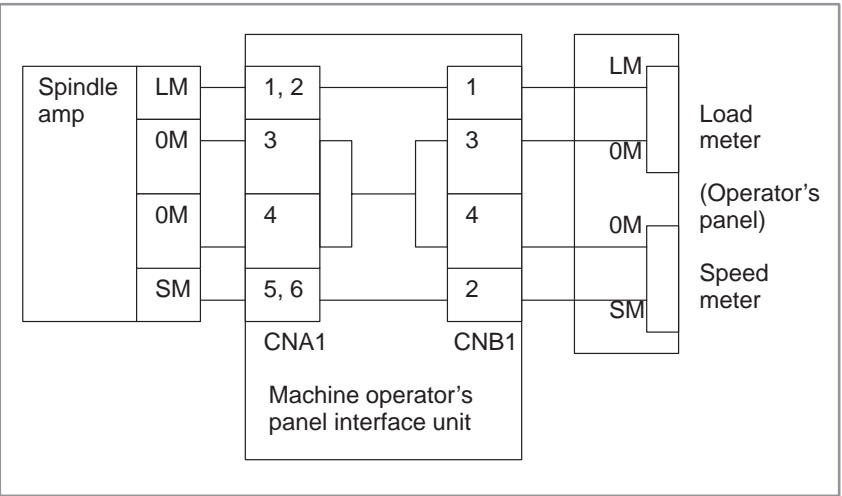 Spindle
amp
LM
0M
0M
SM
1, 2
3
4
5, 6
CNA1
1
3
4
2
CNB1
Machine operator's
panel interface unit
LM
0M
0M
SM
Load
meter
(Operator's
panel)
Speed
meter